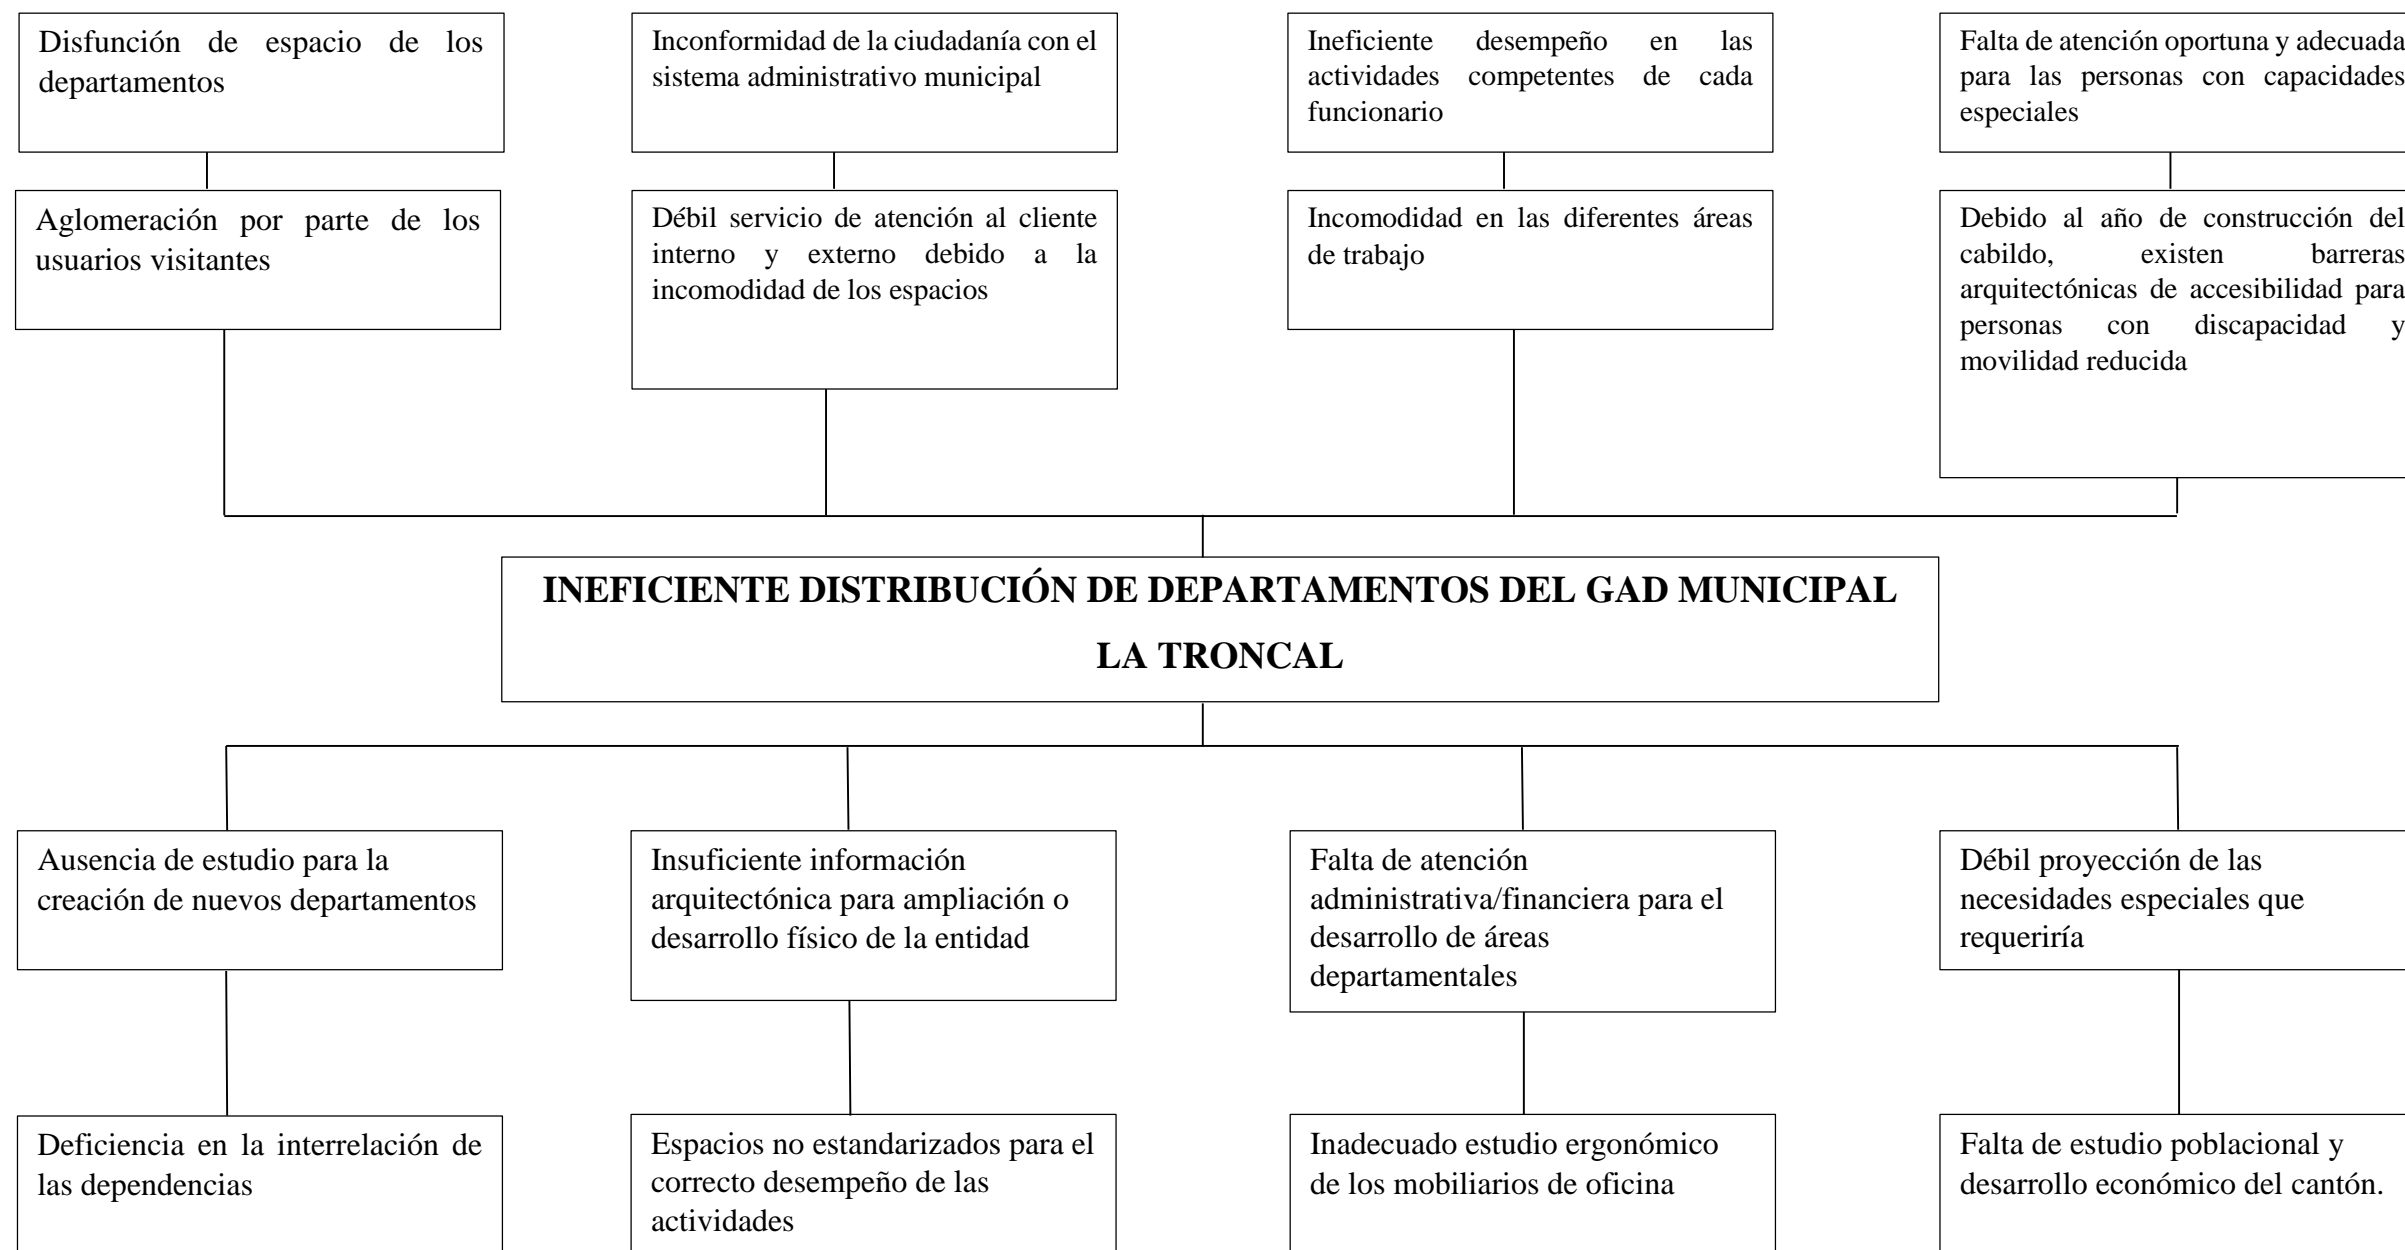 Disfunción de espacio de los
departamentos
Inconformidad de la ciudadanía con el
sistema administrativo municipal
Ineficiente desempeño en las
actividades competentes de cada
funcionario
Falta de atención oportuna y adecuada
para las personas con capacidades
especiales
Aglomeración por parte de los
usuarios visitantes
Débil servicio de atención al cliente
interno y externo debido a la
incomodidad de los espacios
Incomodidad en las diferentes áreas
de trabajo
Debido al año de construcción del
cabildo, existen barreras
arquitectónicas de accesibilidad para
personas con discapacidad y
movilidad reducida
INEFICIENTE DISTRIBUCIÓN DE DEPARTAMENTOS DEL GAD MUNICIPAL
LA TRONCAL
Ausencia de estudio para la
creación de nuevos departamentos
Insuficiente información
arquitectónica para ampliación o
desarrollo físico de la entidad
Falta de atención
administrativa/financiera para el
desarrollo de áreas
departamentales
Débil proyección de las
necesidades especiales que
requeriría
Deficiencia en la interrelación de
las dependencias
Espacios no estandarizados para el
correcto desempeño de las
actividades
Inadecuado estudio ergonómico
de los mobiliarios de oficina
Falta de estudio poblacional y
desarrollo económico del cantón.